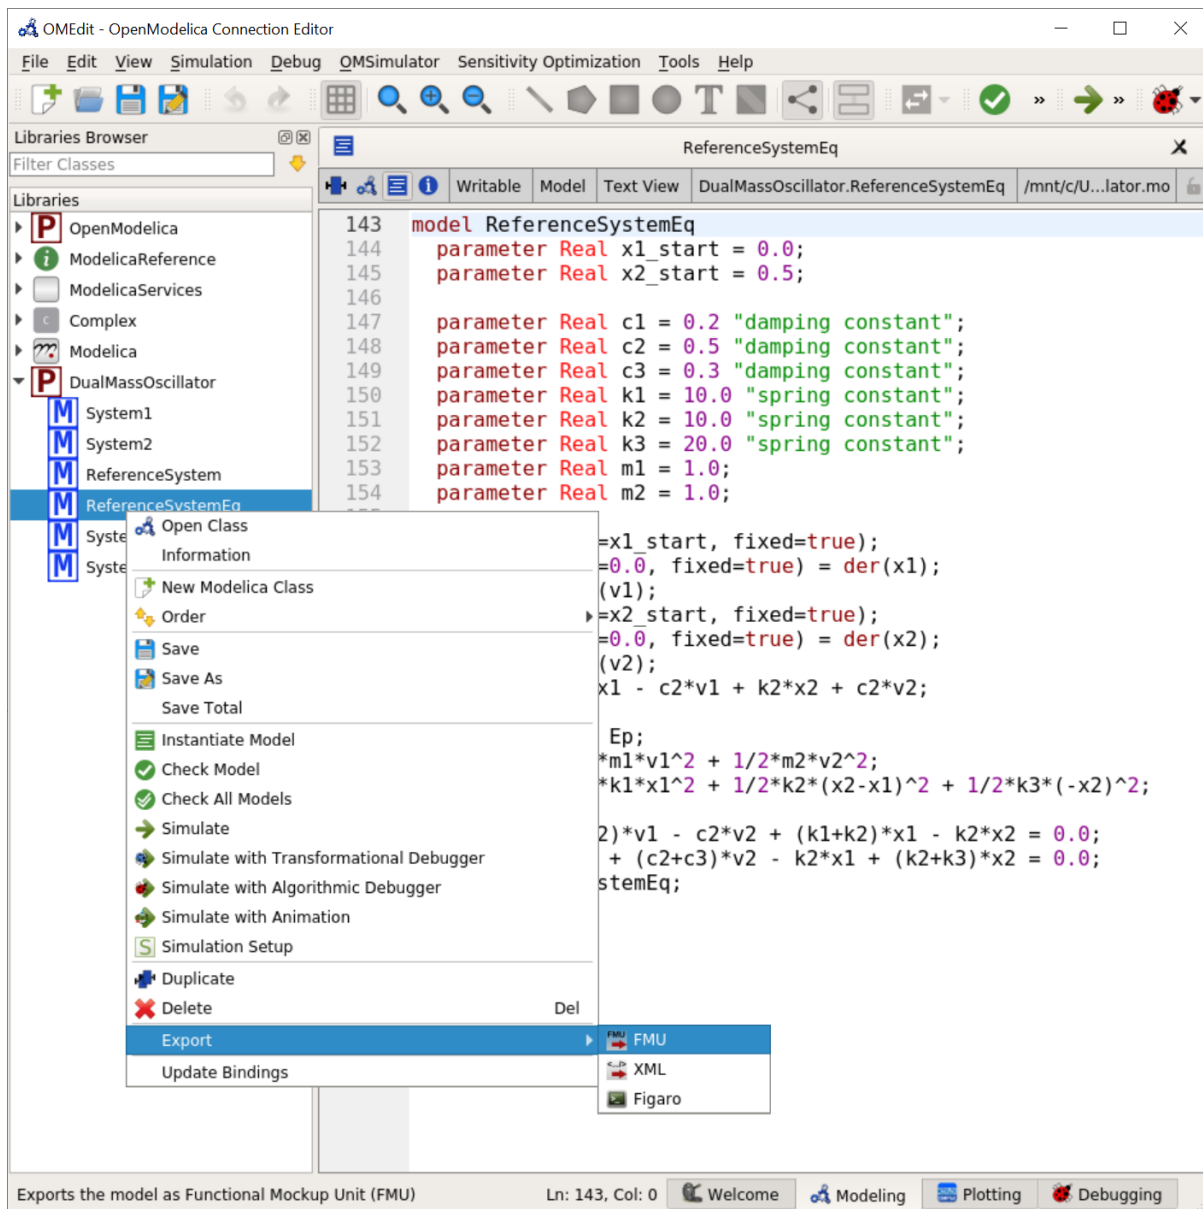 OMEdit - OpenModelica Connection Editor
File Edit View Simulation Debug OMSimulator Sensitivity Optimization Tools Help
Libraries Browser
Filter Classes
Libraries
OpenModelica
ModelicaReference
ModelicaServices
Complex
Modelica
DualMassOscillator
System1
System2
ReferenceSystem
ReferenceSystemEq
Syste
Syste
ReferenceSystemEq
Writable Model Text View DualMassOscillator.ReferenceSystemEq /mnt/c/U...lator.mo
143 model ReferenceSystemEq
144 parameter Real x1_start = 0.0;
145 parameter Real x2_start = 0.5;
146
147 parameter Real c1 = 0.2 "damping constant";
148 parameter Real c2 = 0.5 "damping constant";
149 parameter Real c3 = 0.3 "damping constant";
150 parameter Real k1 = 10.0 "spring constant";
151 parameter Real k2 = 10.0 "spring constant";
152 parameter Real k3 = 20.0 "spring constant";
153 parameter Real m1 = 1.0;
154 parameter Real m2 = 1.0;
=x1_start, fixed=true);
=0.0, fixed=true) = der(x1);
(v1);
=x2_start, fixed=true);
=0.0, fixed=true) = der(x2);
(v2);
x1 - c2*v1 + k2*x2 + c2*v2;
Ep;
*m1*v1^2 + 1/2*m2*v2^2;
*k1*x1^2 + 1/2*k2*(x2-x1)^2 + 1/2*k3*(-x2)^2;
2)*v1 - c2*v2 + (k1+k2)*x1 - k2*x2 = 0.0;
+ (c2+c3)*v2 - k2*x1 + (k2+k3)*x2 = 0.0;
stemEq;
Open Class
Information
New Modelica Class
Order
Save
Save As
Save Total
Instantiate Model
Check Model
Check All Models
Simulate
Simulate with Transformational Debugger
Simulate with Algorithmic Debugger
Simulate with Animation
Simulation Setup
Duplicate
Delete Del
Export
Update Bindings
FMU
XML
Figaro
Exports the model as Functional Mockup Unit (FMU) Ln: 143, Col: 0 Welcome Modeling Plotting Debugging